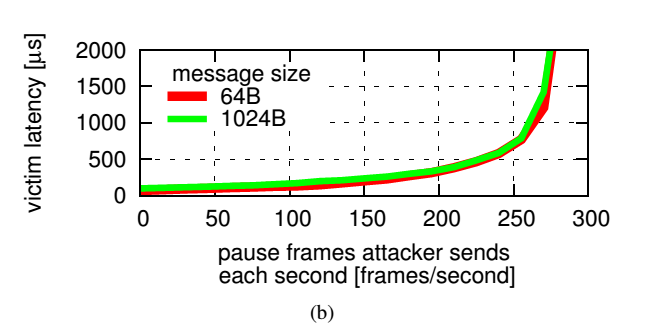 victim latency [µs]
2000
1500
1000
500
0
message size
64B
1024B
0 50 100 150 200 250 300
pause frames attacker sends
each second [frames/second]
(b)